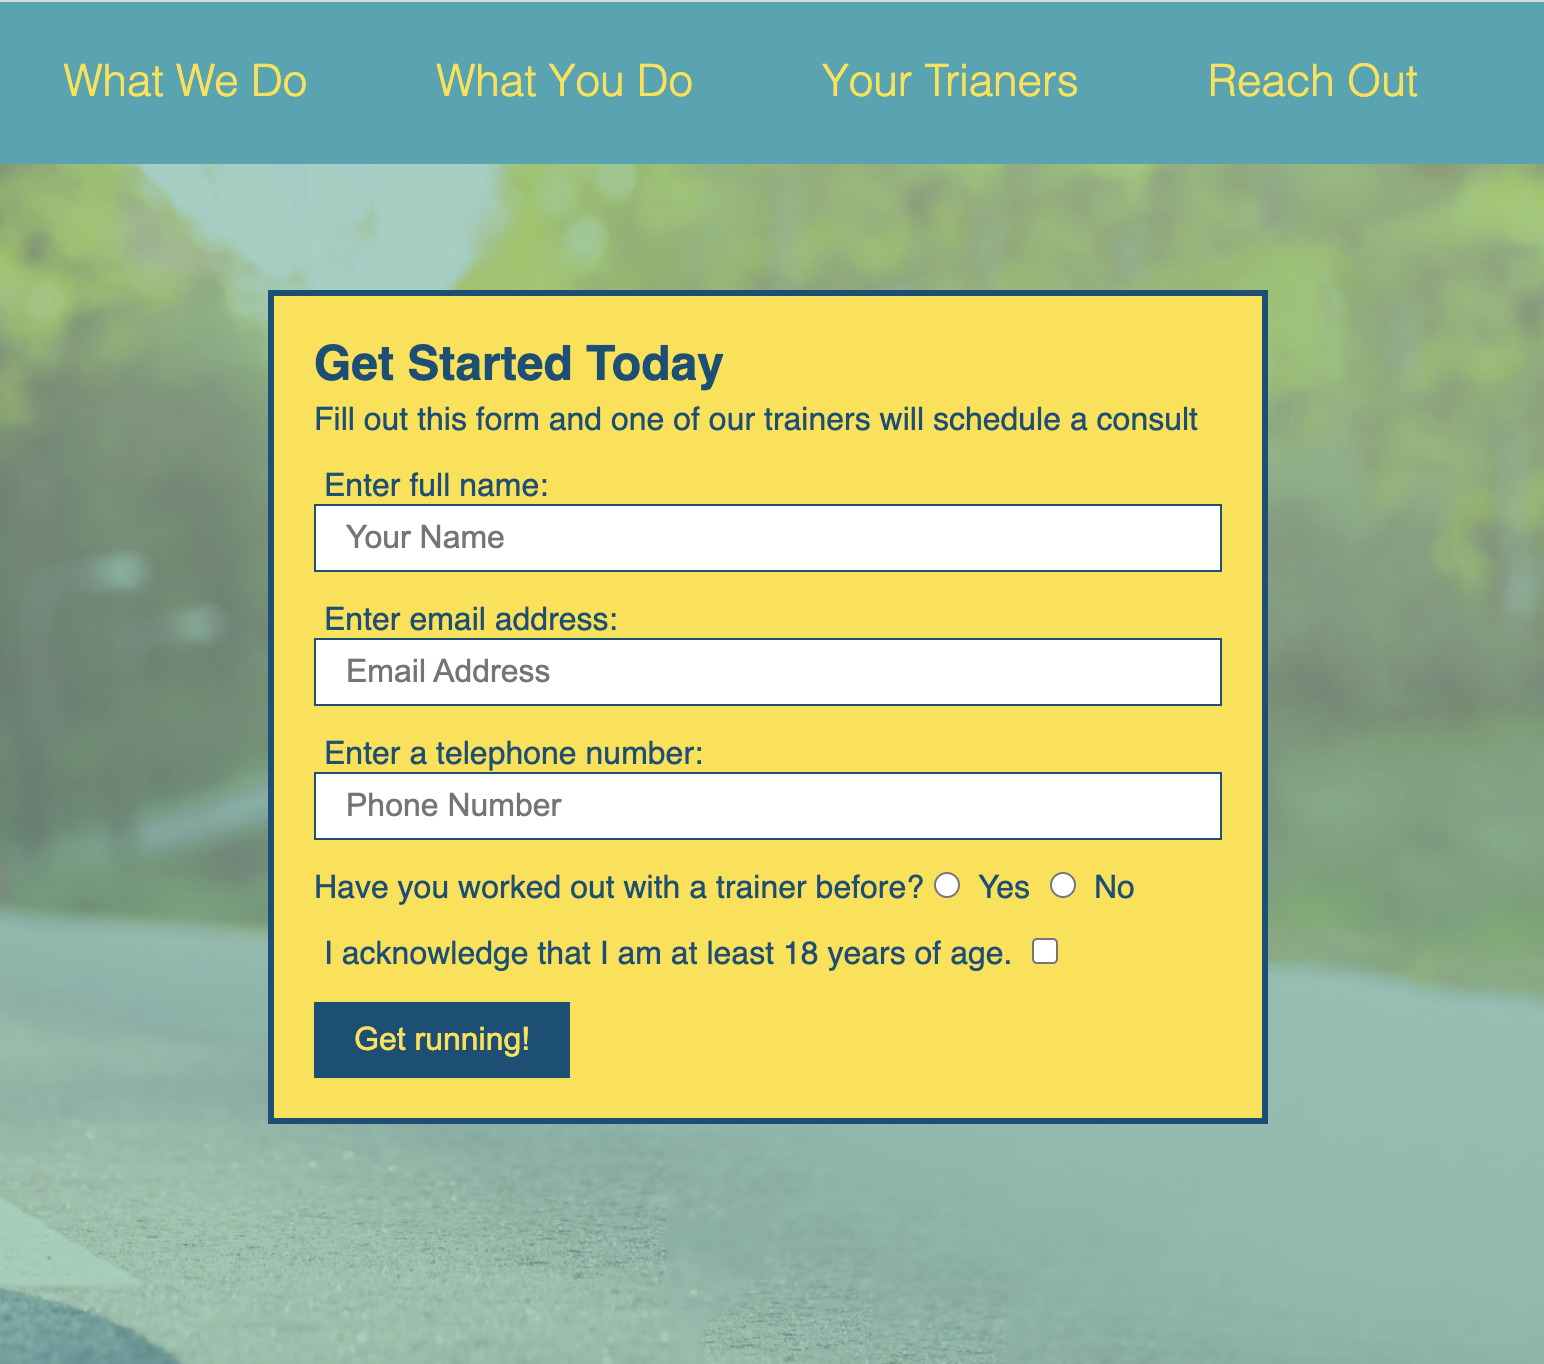 What We Do What You Do Your Trianers Reach Out
Get Started Today
Fill out this form and one of our trainers will schedule a consult
Enter full name:
Your Name
Enter email address:
Email Address
Enter a telephone number:
Phone Number
Have you worked out with a trainer before? Yes No
I acknowledge that I am at least 18 years of age.
Get running!